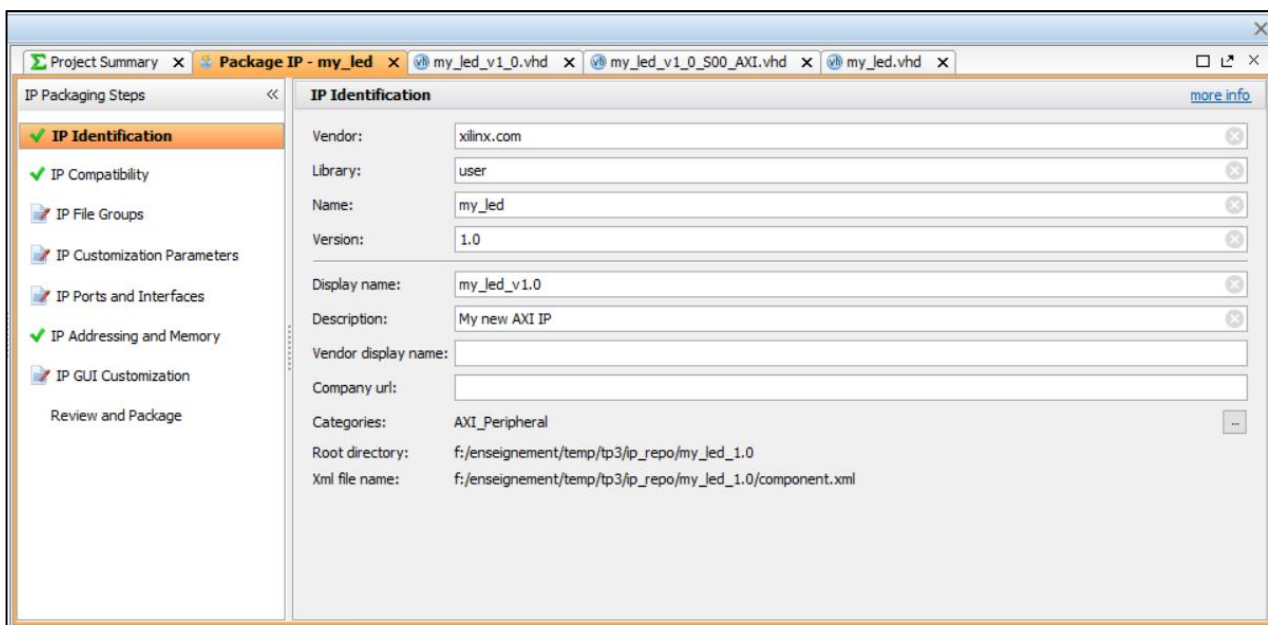 Project Summary
Package IP - my_led
my_led_v1_0.vhd
my_led_v1_0_S00_AXI.vhd
my_led.vhd
IP Packaging Steps
IP Identification
IP Compatibility
IP File Groups
IP Customization Parameters
IP Ports and Interfaces
IP Addressing and Memory
IP GUI Customization
Review and Package
IP Identification
more info
Vendor: xilinx.com
Library: user
Name: my_led
Version: 1.0
Display name: my_led_v1.0
Description: My new AXI IP
Vendor display name:
Company url:
Categories: AXI_Peripheral
...
Root directory: f:/enseignement/temp/tp3/ip_repo/my_led_1.0
Xml file name: f:/enseignement/temp/tp3/ip_repo/my_led_1.0/component.xml